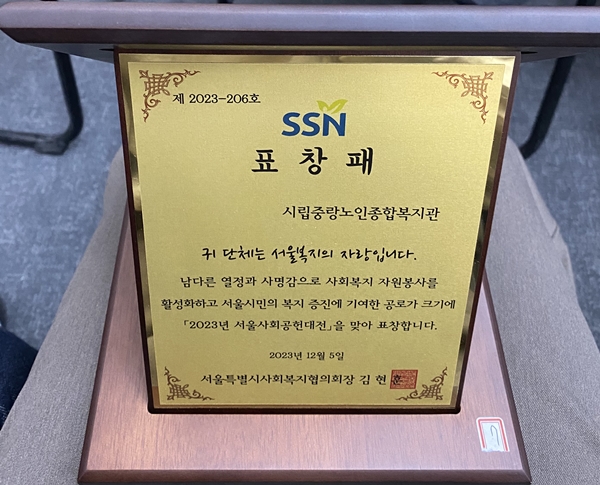 제 2023-206호
SSN
표 창 패
시립중랑노인종합복지관
귀 단체는 서울복지의 자랑입니다.
남다른 열정과 사명감으로 사회복지 자원봉사를
활성화하고 서울시민의 복지 증진에 기여한 공로가 크기에
「2023년 서울사회공헌대전」을 맞아 표창합니다.
2023년 12월 5일
서울특별시사회복지협의회장 김 현 훈
7